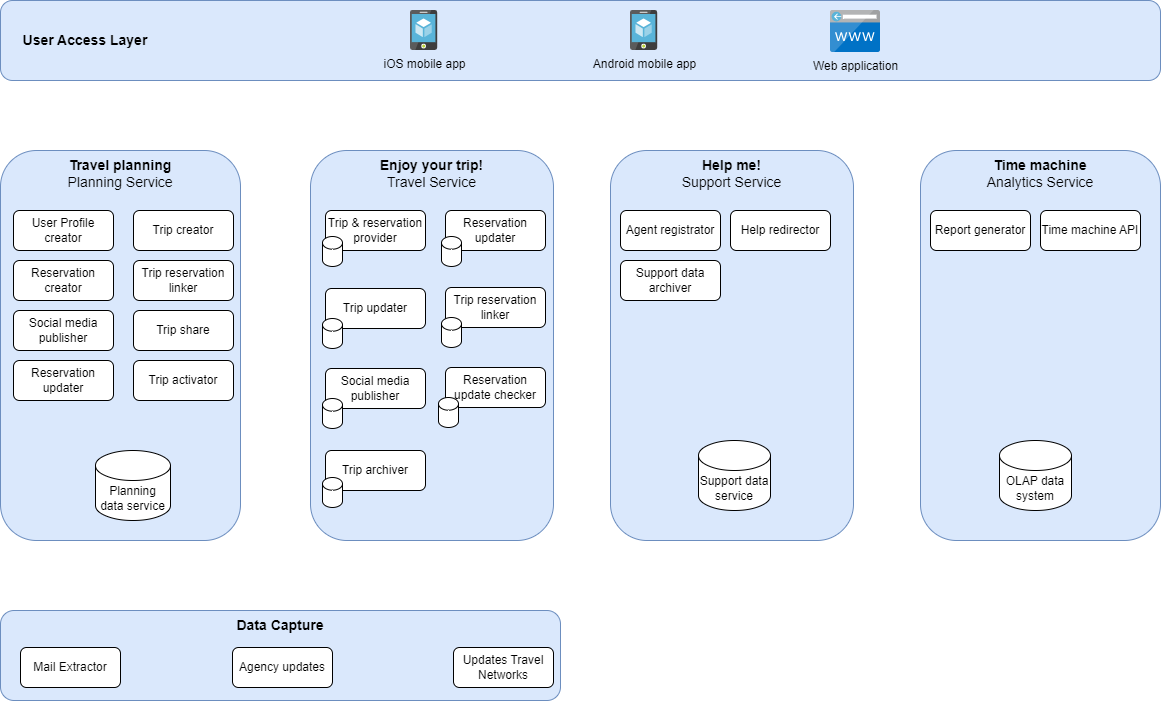 User Access Layer
iOS mobile app
Android mobile app
WWW
Web application
Travel planning
Planning Service
User Profile
creator
Trip creator
Reservation
creator
Trip reservation
linker
Social media
publisher
Trip share
Reservation
updater
Trip activator
Planning
data service
Enjoy your trip!
Travel Service
Trip & reservation
provider
Reservation
updater
Trip updater
Trip reservation
linker
Social media
publisher
Reservation
update checker
Trip archiver
Help me!
Support Service
Agent registrator
Help redirector
Support data
archiver
Support data
service
Time machine
Analytics Service
Report generator
Time machine API
OLAP data
system
Data Capture
Mail Extractor
Agency updates
Updates Travel
Networks